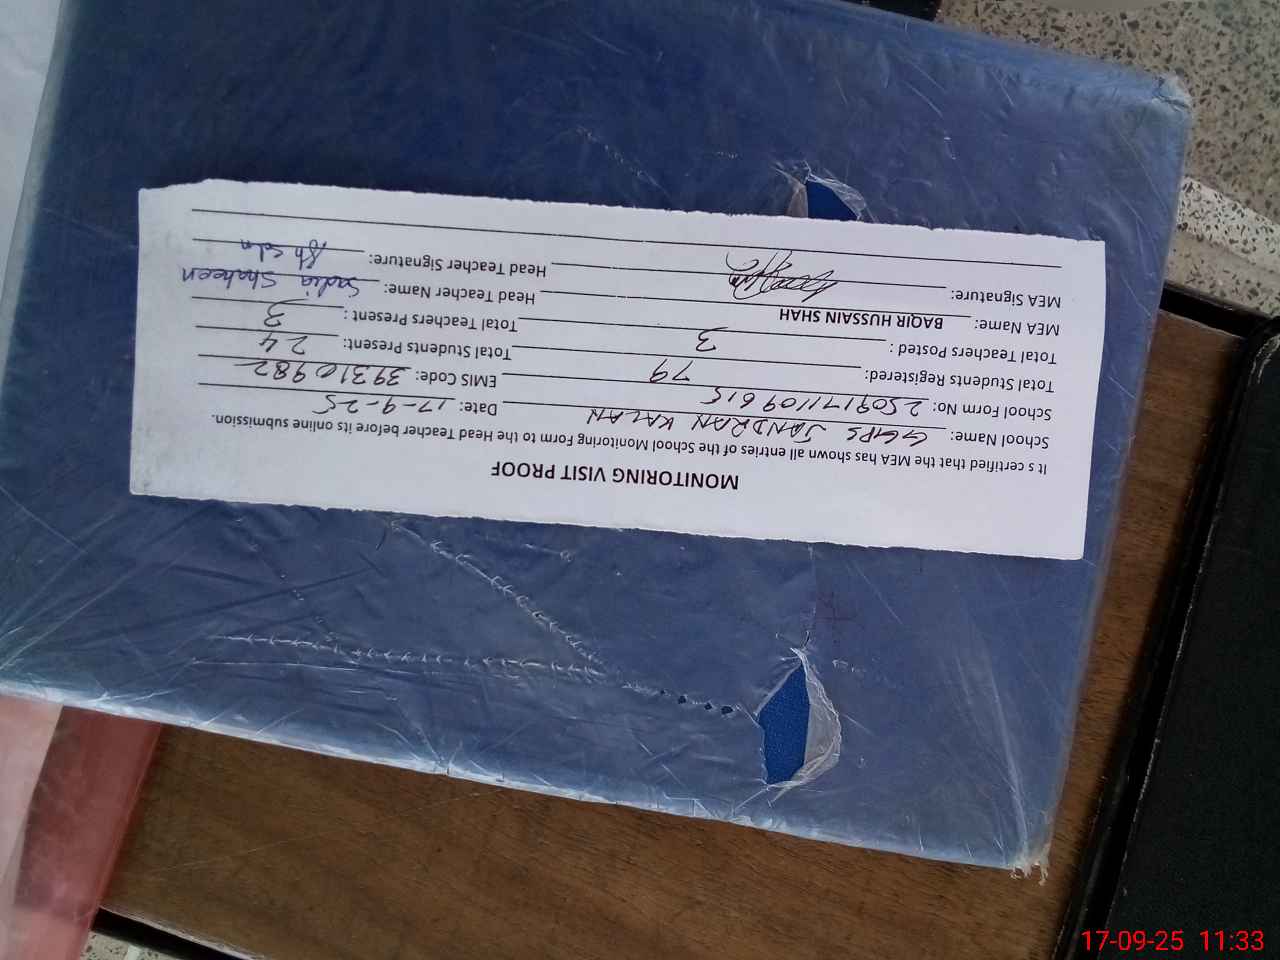 MONITORING VISIT PROOF
It s certified that the MEA has shown all entries of the School Monitoring Form to the Head Teacher before its online submission.
School Name: GGPS JANDRAN KALAN Date: 17-9-25
School Form No: 2509171109615 EMIS Code: 39310982
Total Students Registered: 79 Total Students Present: 24
Total Teachers Posted : 3 Total Teachers Present : 3
MEA Name: BAQIR HUSSAIN SHAH Head Teacher Name: Sadia Shaheen
MEA Signature: Head Teacher Signature:
17-09-25 11:33